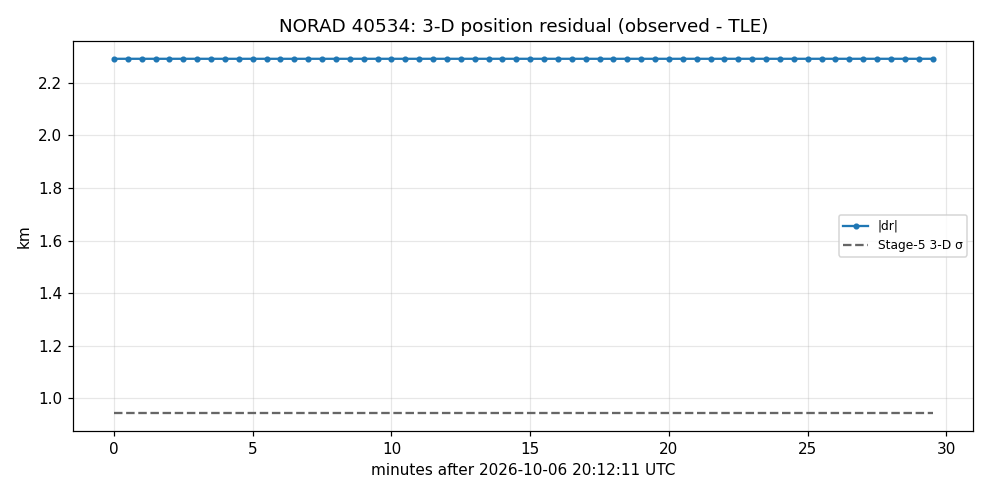 NORAD 40534: 3-D position residual (observed - TLE)
km
2.2
2.0
1.8
1.6
1.4
1.2
1.0
|dr|
Stage-5 3-D σ
0 5 10 15 20 25 30
minutes after 2026-10-06 20:12:11 UTC